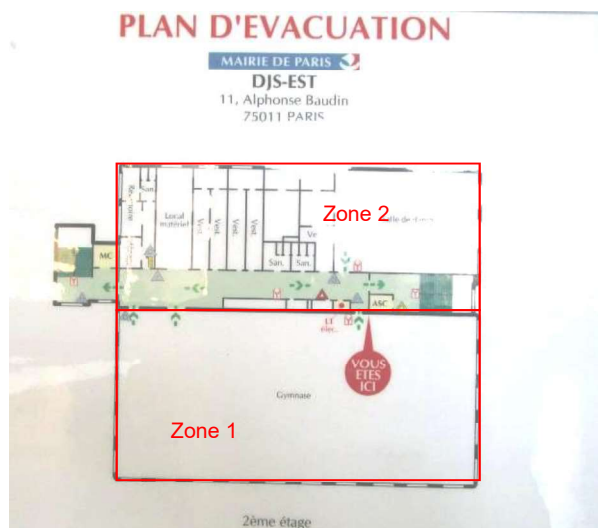 PLAN D'EVACUATION
MAIRIE DE PARIS
DJS-EST
11, Alphonse Baudin
75011 PARIS
San.
Local
matériel
Vest.
Vest.
Vest.
Vest.
Zone 2
San.
San.
MC
ASC
LT
élec.
VOUS
ETES
ICI
Gymnase
Zone 1
2ème étage